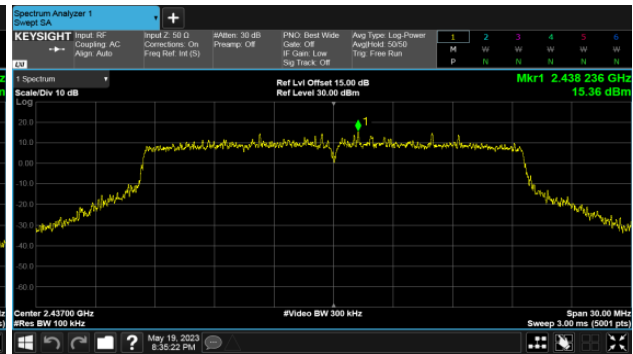 Spectrum Analyzer 1
Swept SA
+
KEYSIGHT
Input: RF
Coupling: AC
Align: Auto
Input Z: 50 Ω
Corrections: On
Freq Ref: Int (S)
#Atten: 30 dB
Preamp: Off
PNO: Best Wide
Gate: Off
IF Gain: Low
Sig Track: Off
Avg Type: Log-Power
Avg|Hold: 50/50
Trig: Free Run
1 2 3 4 5 6
M W W W W W
P N N N N N
LXI
1 Spectrum
Scale/Div 10 dB
Log
Ref Lvl Offset 15.00 dB
Ref Level 30.00 dBm
Mkr1 2.438 236 GHz
15.36 dBm
1
20.0
10.0
0.00
-10.0
-20.0
-30.0
-40.0
-50.0
-60.0
Center 2.43700 GHz
#Res BW 100 kHz
#Video BW 300 kHz
Span 30.00 MHz
Sweep 3.00 ms (5001 pts)
?
May 19, 2023
8:35:22 PM